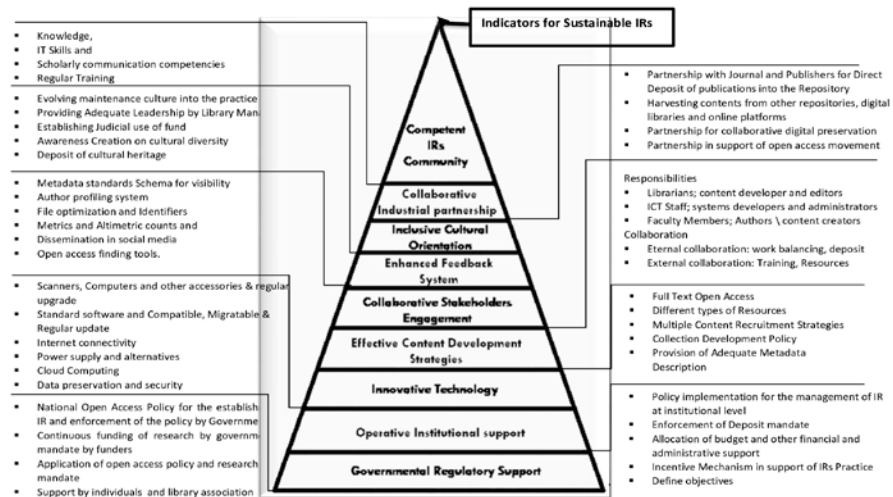 Indicators for Sustainable IRs
Knowledge,
IT Skills and
Scholarly communication competencies
Regular Training
Evolving maintenance culture into the practice
Providing Adequate Leadership by Library Man
Establishing Judicial use of fund
Awareness Creation on cultural diversity
Deposit of cultural heritage
Metadata standards Schema for visibility
Author profiling system
File optimization and Identifiers
Metrics and Altimetric counts and
Dissemination in social media
Open access finding tools.
Scanners, Computers and other accessories & regular
upgrade
Standard software and Compatible, Migratable &
Regular update
Internet connectivity
Power supply and alternatives
Cloud Computing
Data preservation and security
National Open Access Policy for the establish
IR and enforcement of the policy by Governme
Continuous funding of research by governm
mandate by funders
Application of open access policy and research
mandate
Support by individuals and library association
Competent
IRs
Community
Collaborative
Industrial partnership
Inclusive Cultural
Orientation
Enhanced Feedback
System
Collaborative Stakeholders
Engagement
Effective Content Development
Strategies
Innovative Technology
Operative Institutional support
Governmental Regulatory Support
Partnership with Journal and Publishers for Direct
Deposit of publications into the Repository
Harvesting contents from other repositories, digital
libraries and online platforms
Partnership for collaborative digital preservation
Partnership in support of open access movement
Responsibilities
Librarians; content developer and editors
ICT Staff; systems developers and administrators
Faculty Members; Authors \ content creators
Collaboration
Eternal collaboration: work balancing, deposit
External collaboration: Training, Resources
Full Text Open Access
Different types of Resources
Multiple Content Recruitment Strategies
Collection Development Policy
Provision of Adequate Metadata
Description
Policy implementation for the management of IR
at institutional level
Enforcement of Deposit mandate
Allocation of budget and other financial and
administrative support
Incentive Mechanism in support of IRs Practice
Define objectives